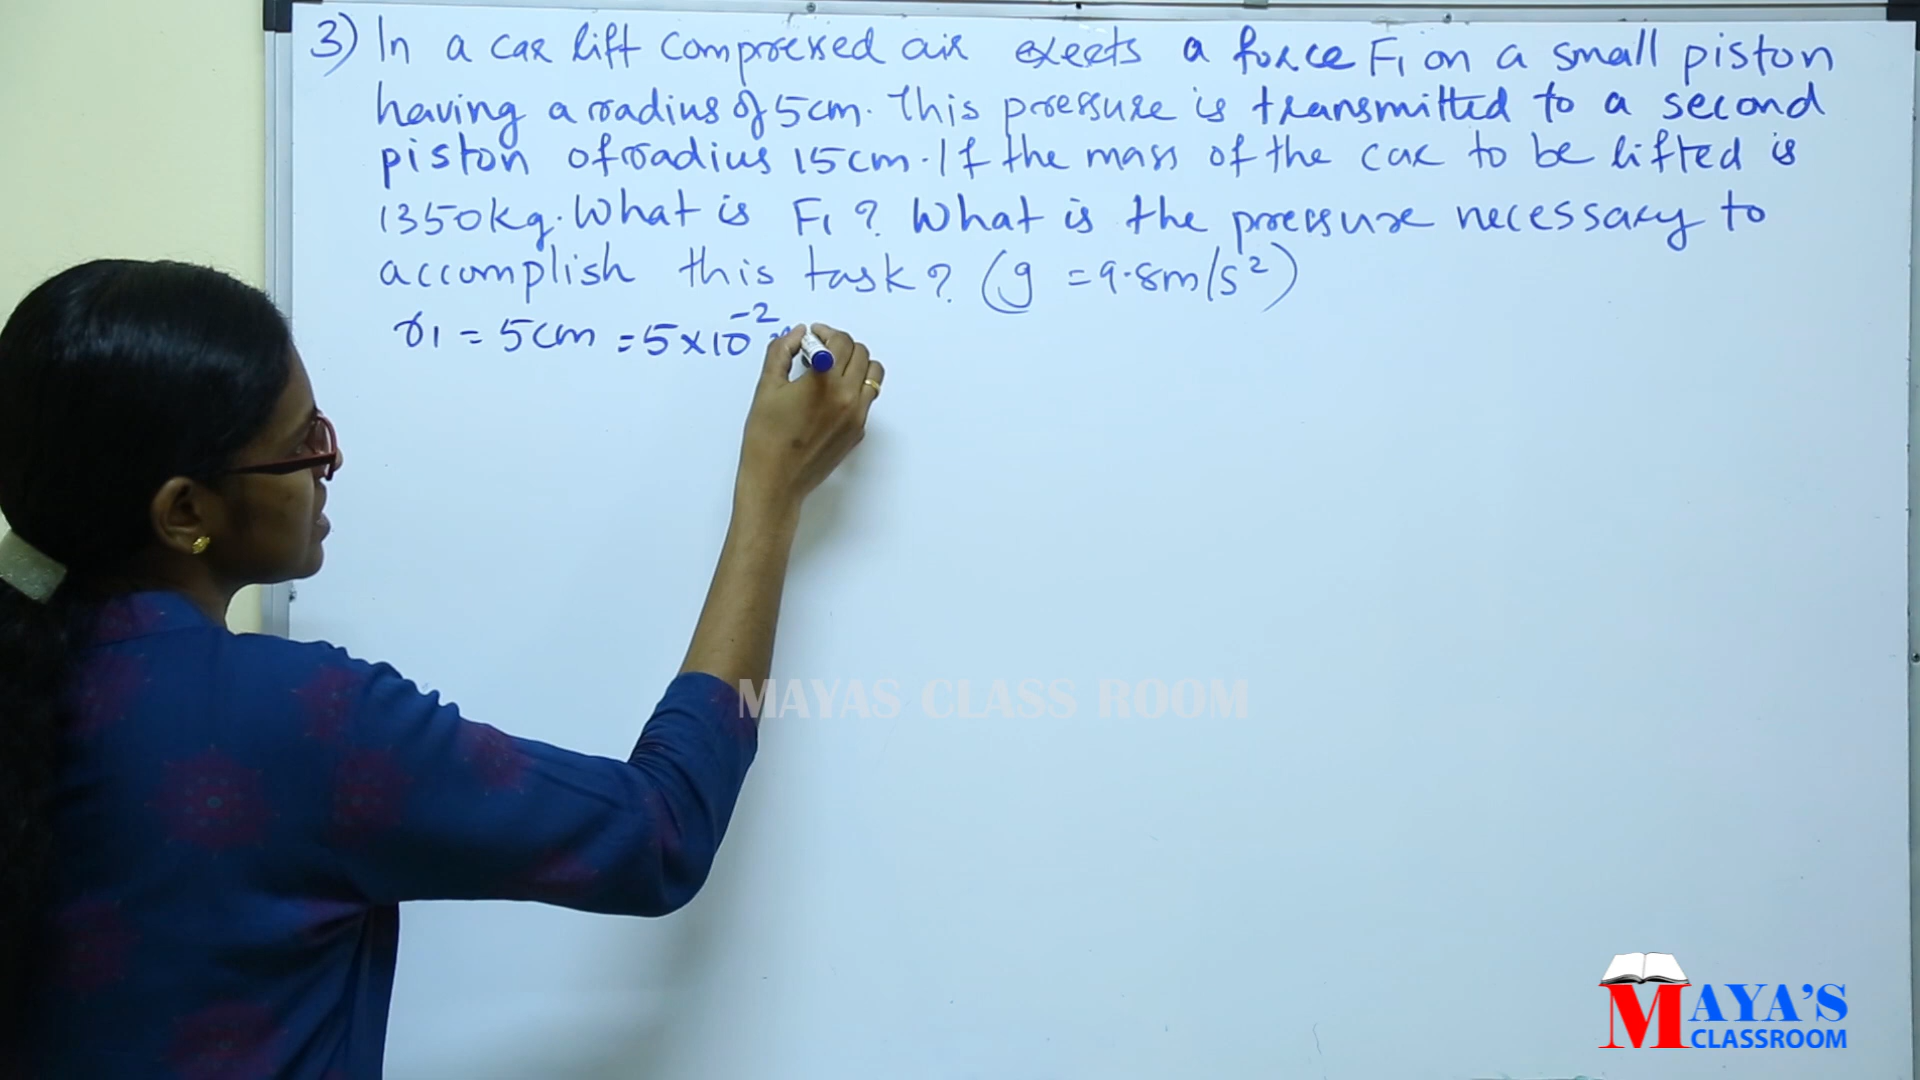 3) In a car lift compressed air exerts a force F1 on a small piston
having a radius of 5cm. This pressure is transmitted to a second
piston of radius 15cm. If the mass of the car to be lifted is
1350kg. What is F1? What is the pressure necessary to
accomplish this task? (g = 9.8m/s²)
r1 = 5cm = 5×10⁻²
MAYAS CLASS ROOM
MAYA'S
CLASSROOM